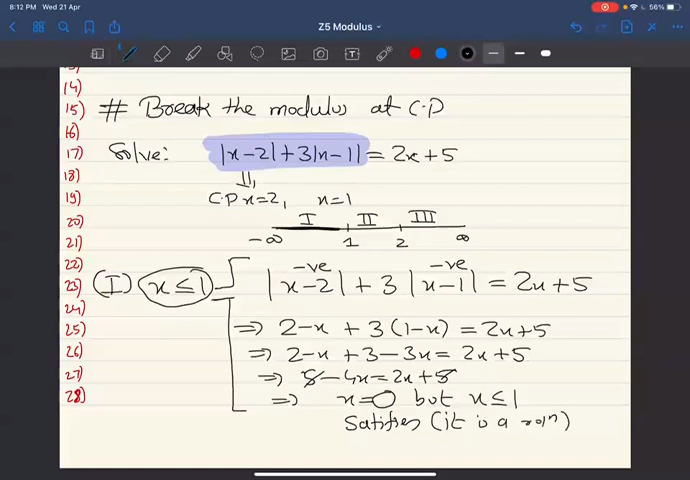 8:12 PM Wed 21 Apr
56%
Z5 Modulus
14)
15) # Break the modulus at C.P
16)
17) Solve: |x-2|+3|x-1| = 2x+5
18)
19) C.P x=2, x=1
20) I II III
21) -∞ 1 2 ∞
22) -ve -ve
23) (I) x≤1 |x-2| + 3 |x-1| = 2x+5
24)
25) ⇒ 2-x + 3(1-x) = 2x+5
26) ⇒ 2-x +3-3x = 2x+5
27) ⇒ 5-4x=2x+5
28) ⇒ x=0 but x≤1
Satisfies (it is a soln)